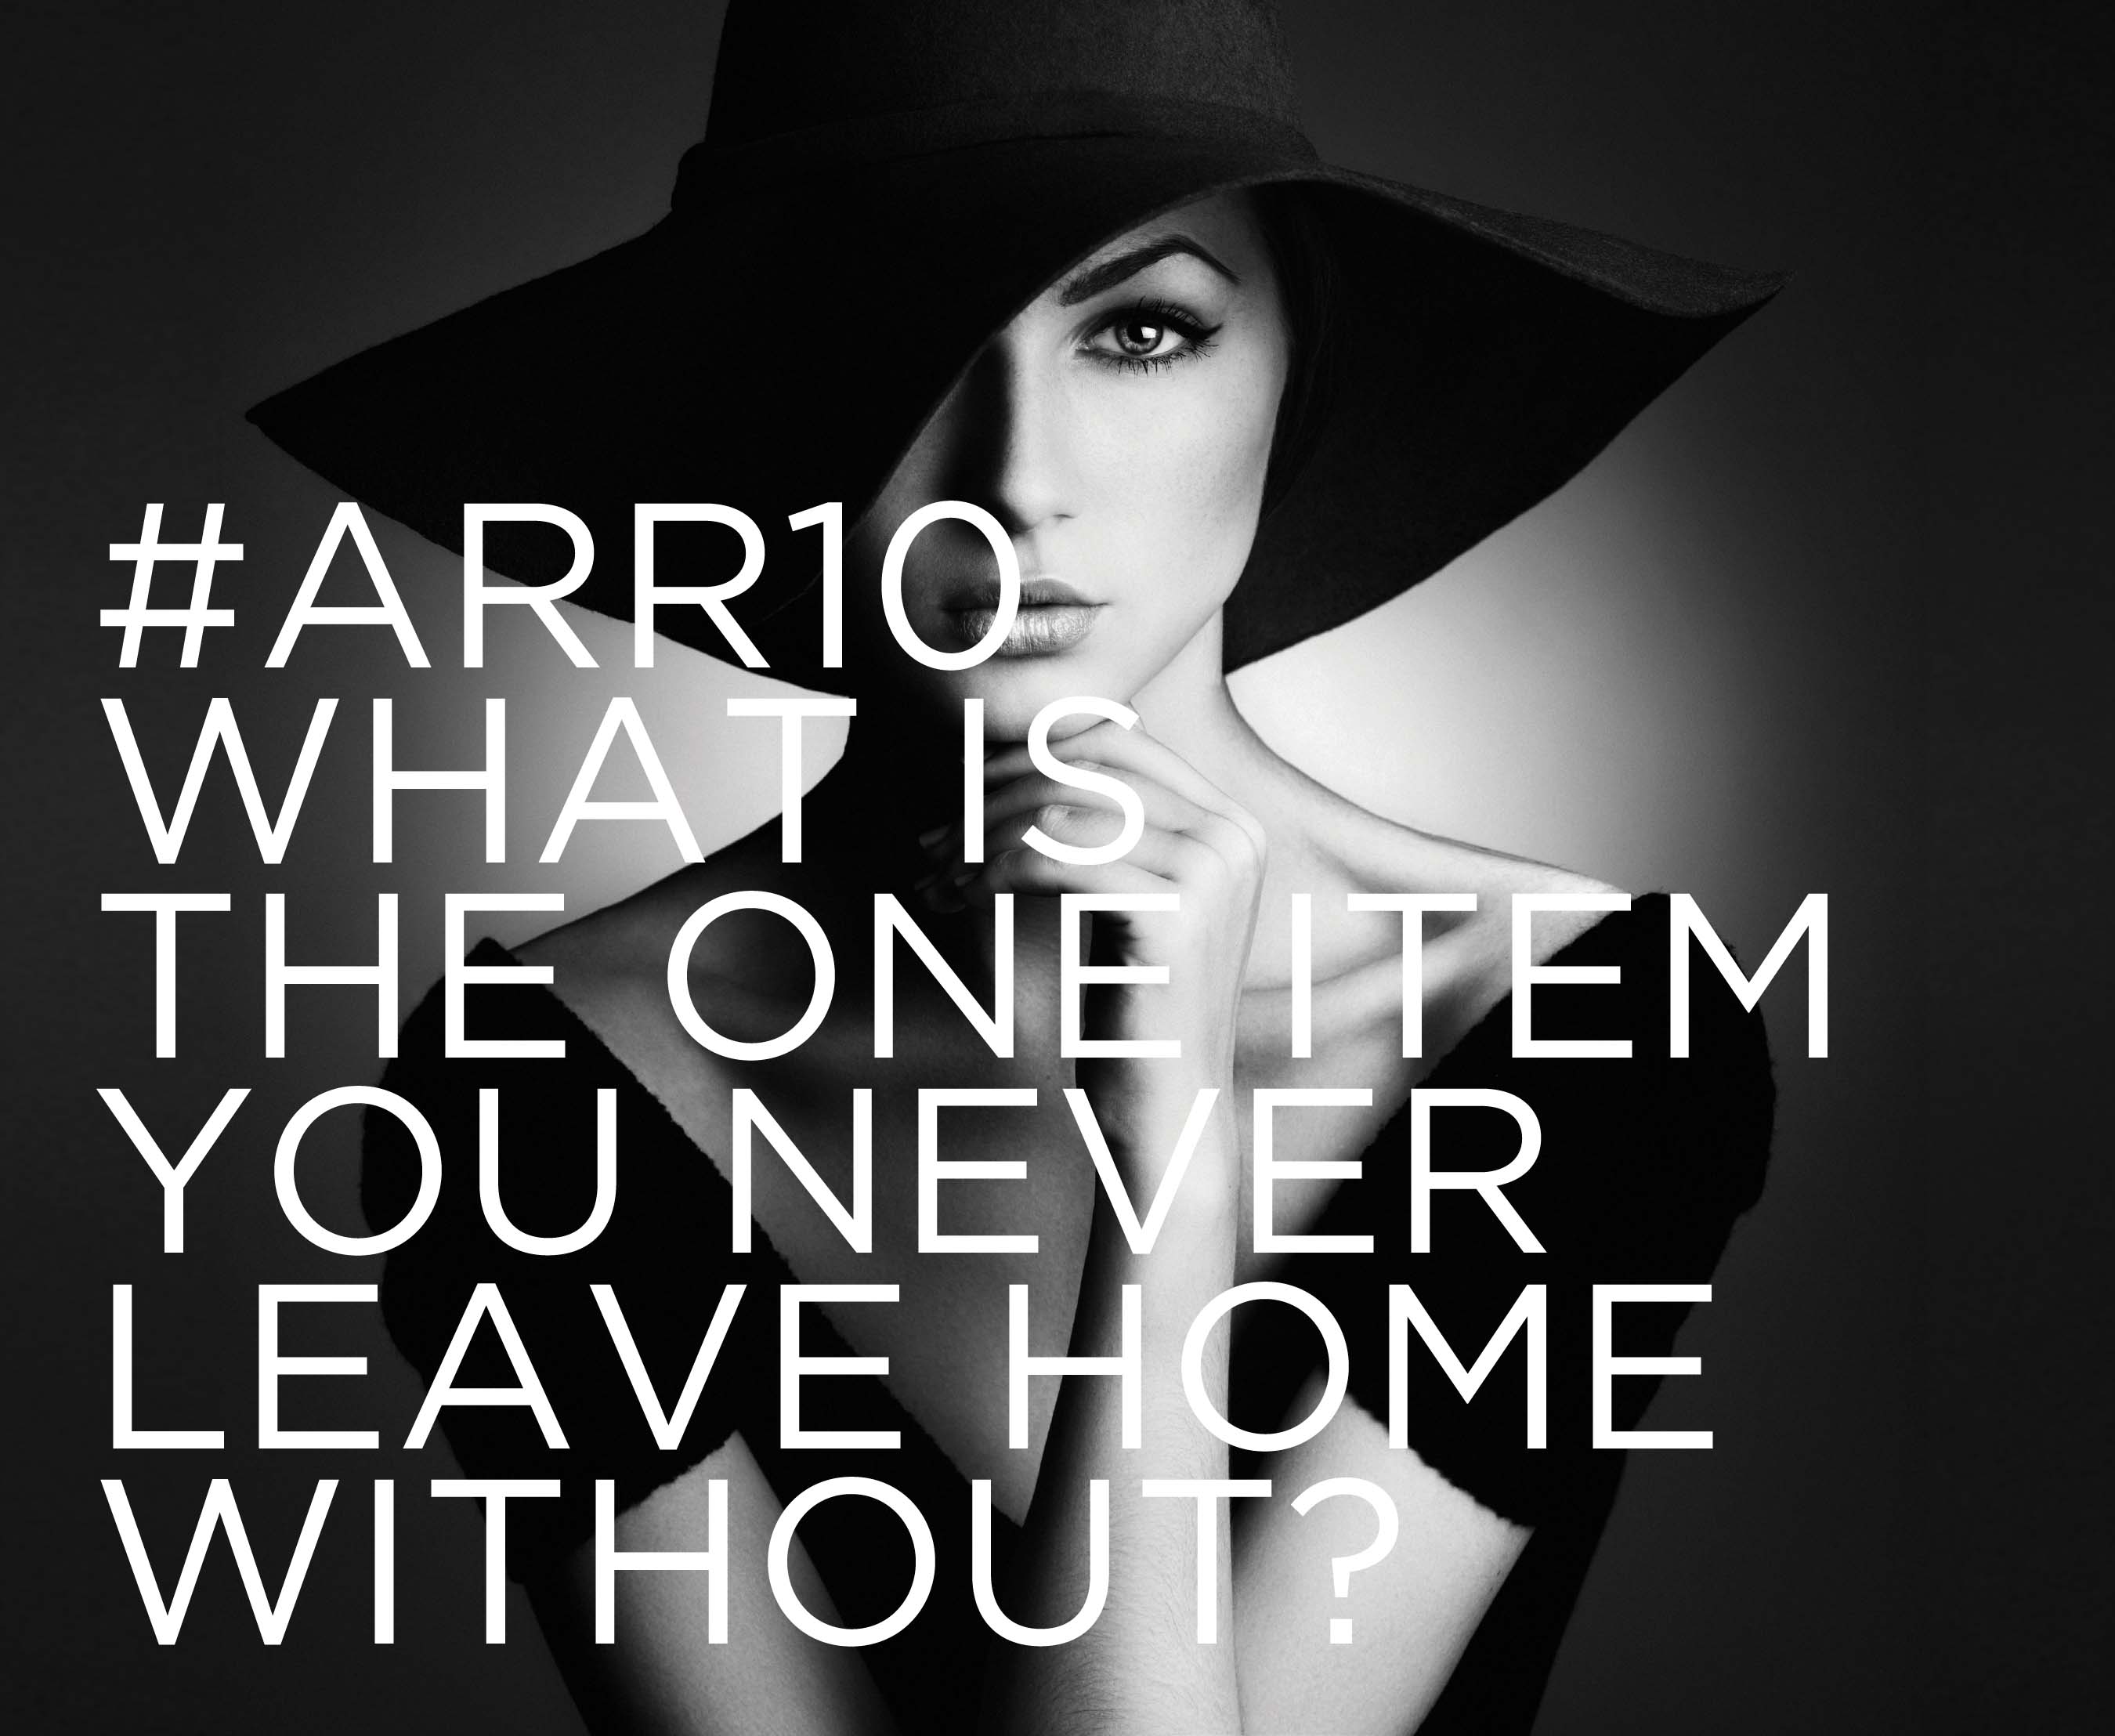 #ARR10
WHAT IS
THE ONE ITEM
YOU NEVER
LEAVE HOME
WITHOUT?